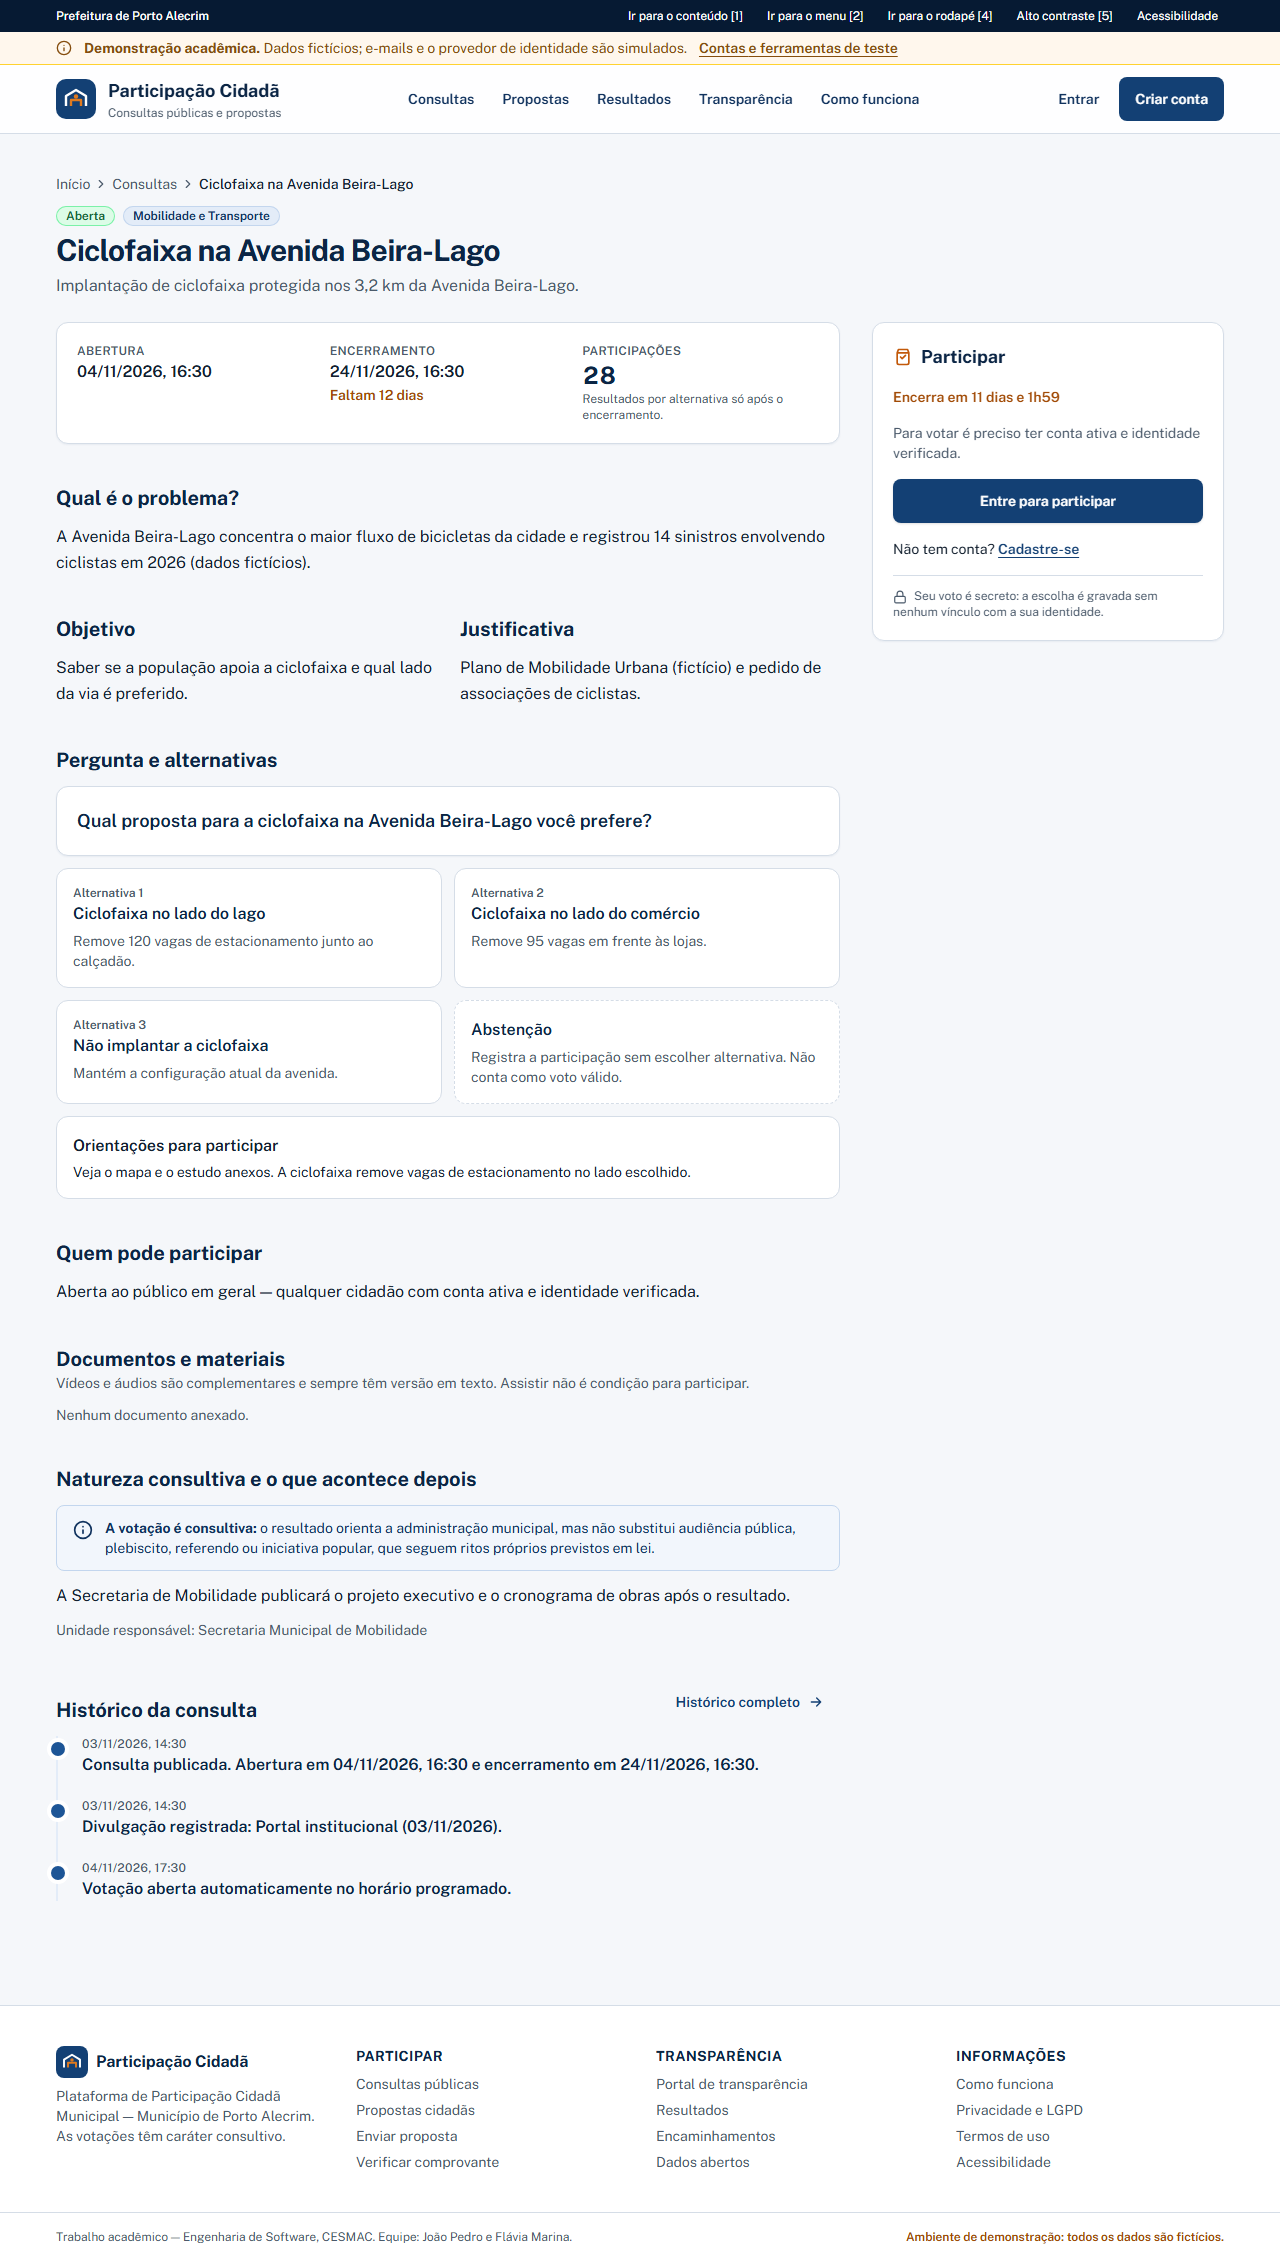 Prefeitura de Porto Alecrim
Ir para o conteúdo [1]
Ir para o menu [2]
Ir para o rodapé [4]
Alto contraste [5]
Acessibilidade
Demonstração acadêmica. Dados fictícios; e-mails e o provedor de identidade são simulados. Contas e ferramentas de teste
Participação Cidadã
Consultas públicas e propostas
Consultas
Propostas
Resultados
Transparência
Como funciona
Entrar
Criar conta
Início > Consultas > Ciclofaixa na Avenida Beira-Lago
Aberta
Mobilidade e Transporte
Ciclofaixa na Avenida Beira-Lago
Implantação de ciclofaixa protegida nos 3,2 km da Avenida Beira-Lago.
ABERTURA
04/11/2026, 16:30
ENCERRAMENTO
24/11/2026, 16:30
Faltam 12 dias
PARTICIPAÇÕES
28
Resultados por alternativa só após o
encerramento.
Participar
Encerra em 11 dias e 1h59
Para votar é preciso ter conta ativa e identidade
verificada.
Entre para participar
Não tem conta? Cadastre-se
Seu voto é secreto: a escolha é gravada sem
nenhum vínculo com a sua identidade.
Qual é o problema?
A Avenida Beira-Lago concentra o maior fluxo de bicicletas da cidade e registrou 14 sinistros envolvendo
ciclistas em 2026 (dados fictícios).
Objetivo
Saber se a população apoia a ciclofaixa e qual lado
da via é preferido.
Justificativa
Plano de Mobilidade Urbana (fictício) e pedido de
associações de ciclistas.
Pergunta e alternativas
Qual proposta para a ciclofaixa na Avenida Beira-Lago você prefere?
Alternativa 1
Ciclofaixa no lado do lago
Remove 120 vagas de estacionamento junto ao
calçadão.
Alternativa 2
Ciclofaixa no lado do comércio
Remove 95 vagas em frente às lojas.
Alternativa 3
Não implantar a ciclofaixa
Mantém a configuração atual da avenida.
Abstenção
Registra a participação sem escolher alternativa. Não
conta como voto válido.
Orientações para participar
Veja o mapa e o estudo anexos. A ciclofaixa remove vagas de estacionamento no lado escolhido.
Quem pode participar
Aberta ao público em geral — qualquer cidadão com conta ativa e identidade verificada.
Documentos e materiais
Vídeos e áudios são complementares e sempre têm versão em texto. Assistir não é condição para participar.
Nenhum documento anexado.
Natureza consultiva e o que acontece depois
A votação é consultiva: o resultado orienta a administração municipal, mas não substitui audiência pública,
plebiscito, referendo ou iniciativa popular, que seguem ritos próprios previstos em lei.
A Secretaria de Mobilidade publicará o projeto executivo e o cronograma de obras após o resultado.
Unidade responsável: Secretaria Municipal de Mobilidade
Histórico da consulta
Histórico completo →
03/11/2026, 14:30
Consulta publicada. Abertura em 04/11/2026, 16:30 e encerramento em 24/11/2026, 16:30.
03/11/2026, 14:30
Divulgação registrada: Portal institucional (03/11/2026).
04/11/2026, 17:30
Votação aberta automaticamente no horário programado.
Participação Cidadã
Plataforma de Participação Cidadã
Municipal — Município de Porto Alecrim.
As votações têm caráter consultivo.
PARTICIPAR
Consultas públicas
Propostas cidadãs
Enviar proposta
Verificar comprovante
TRANSPARÊNCIA
Portal de transparência
Resultados
Encaminhamentos
Dados abertos
INFORMAÇÕES
Como funciona
Privacidade e LGPD
Termos de uso
Acessibilidade
Trabalho acadêmico — Engenharia de Software, CESMAC. Equipe: João Pedro e Flávia Marina.
Ambiente de demonstração: todos os dados são fictícios.